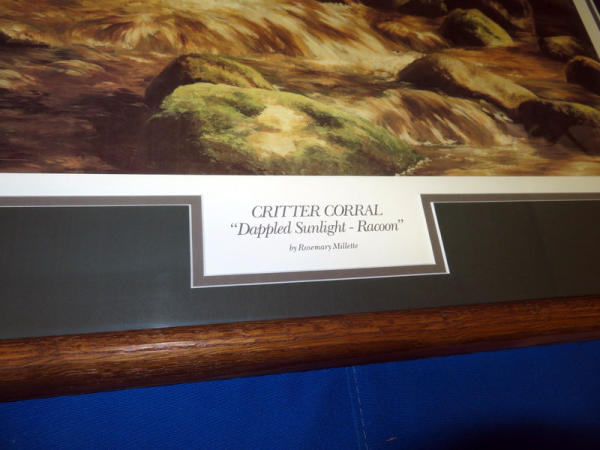 CRITTER CORRAL
“Dappled Sunlight - Racoon”
by Rosemary Millette